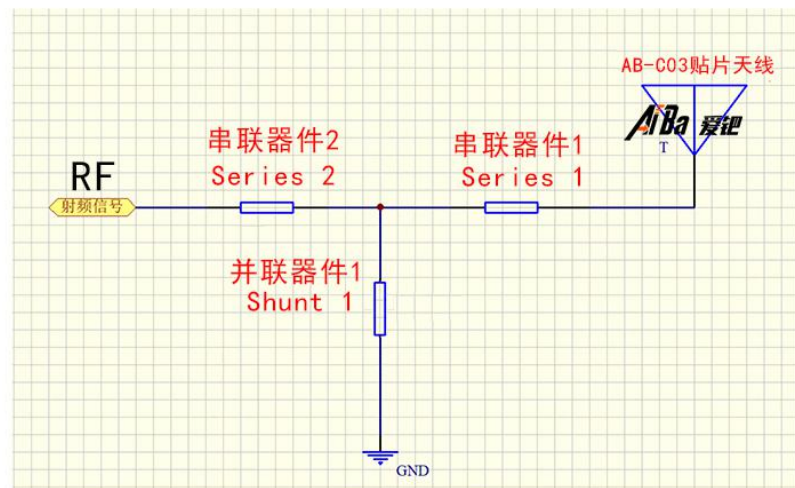 AB-C03贴片天线
AiBa 爱钯
T
串联器件2
Series 2
串联器件1
Series 1
RF
射频信号
并联器件1
Shunt 1
GND